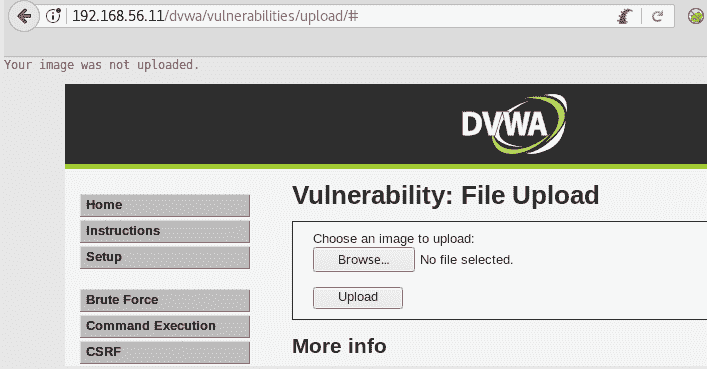 192.168.56.11/dvwa/vulnerabilities/upload/#
Your image was not uploaded.
DVWA
Vulnerability: File Upload
Home
Instructions
Setup
Brute Force
Command Execution
CSRF
Choose an image to upload:
Browse... No file selected.
Upload
More info